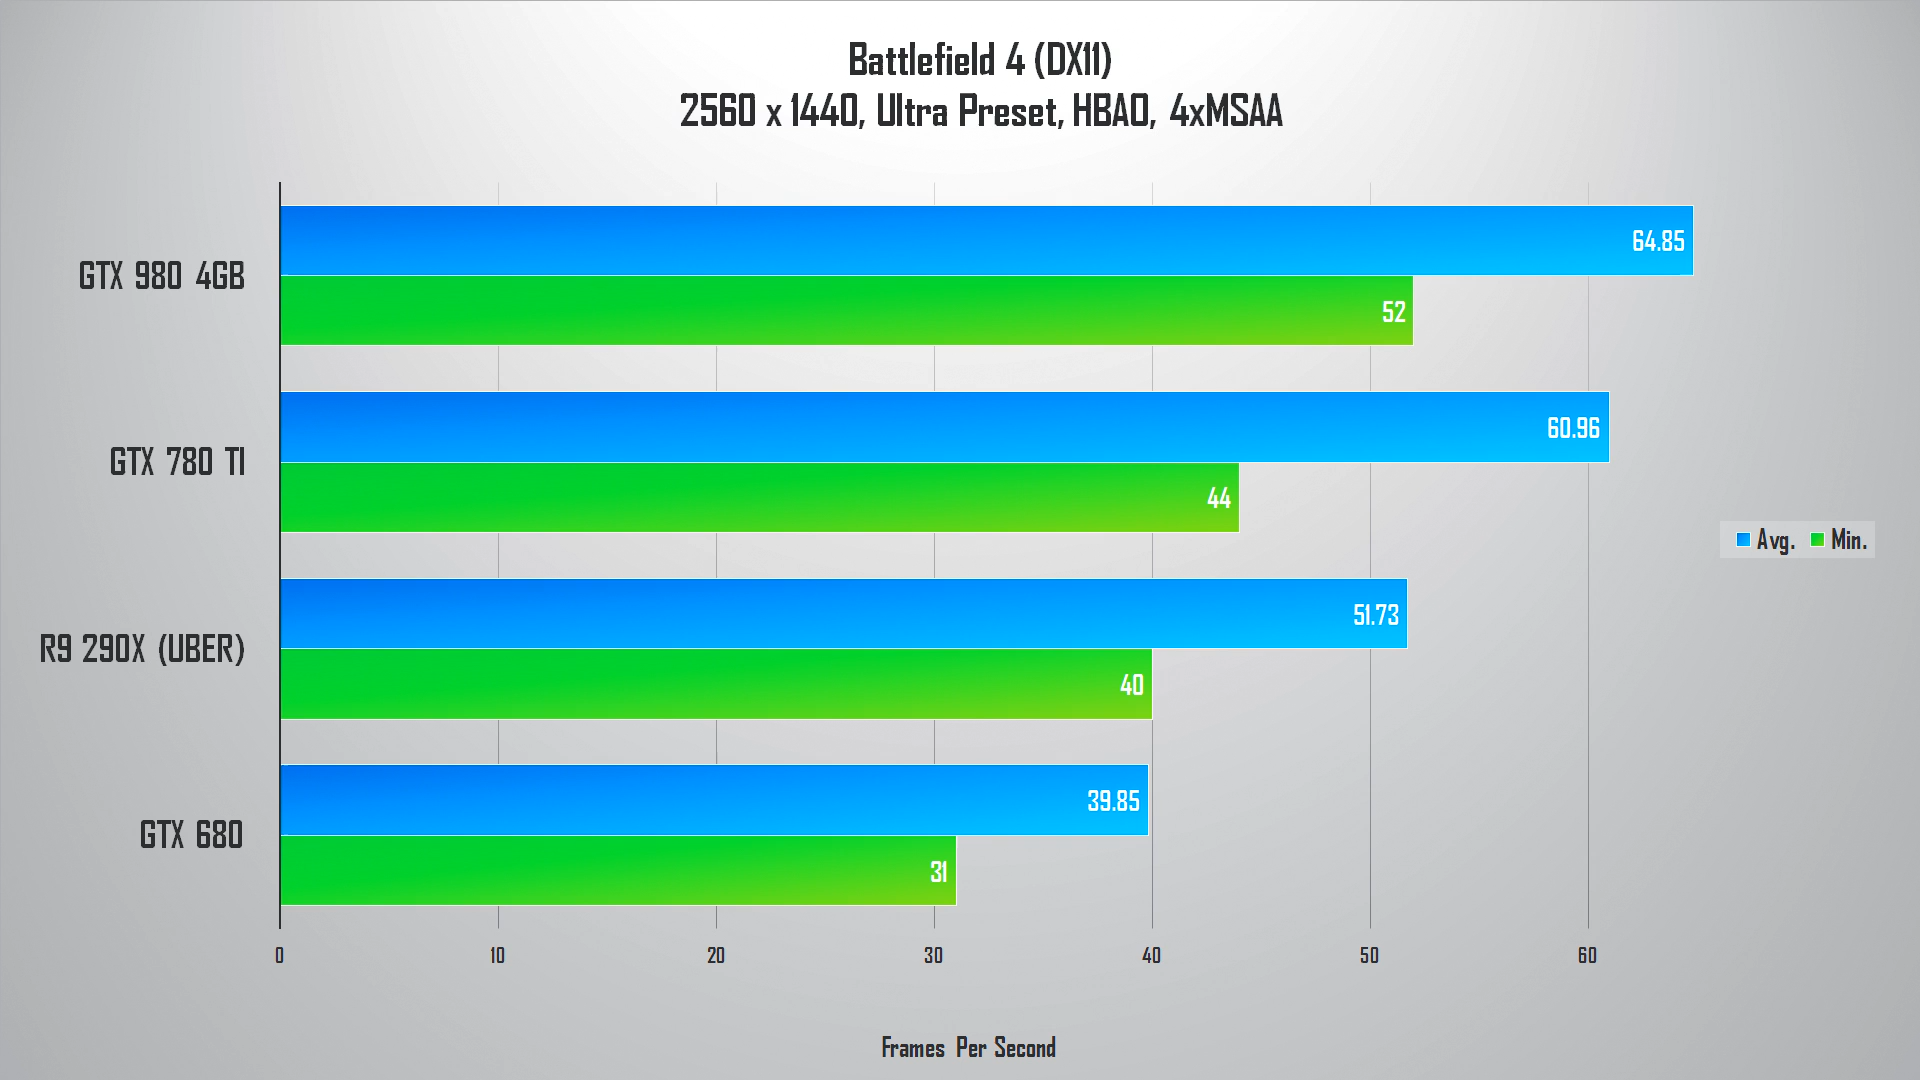 Battlefield 4 (DX11)
2560 x 1440, Ultra Preset, HBAO, 4xMSAA
GTX 980 4GB
64.85
52
GTX 780 TI
60.96
44
R9 290X (UBER)
51.73
40
GTX 680
39.85
31
Avg. Min.
0 10 20 30 40 50 60
Frames Per Second